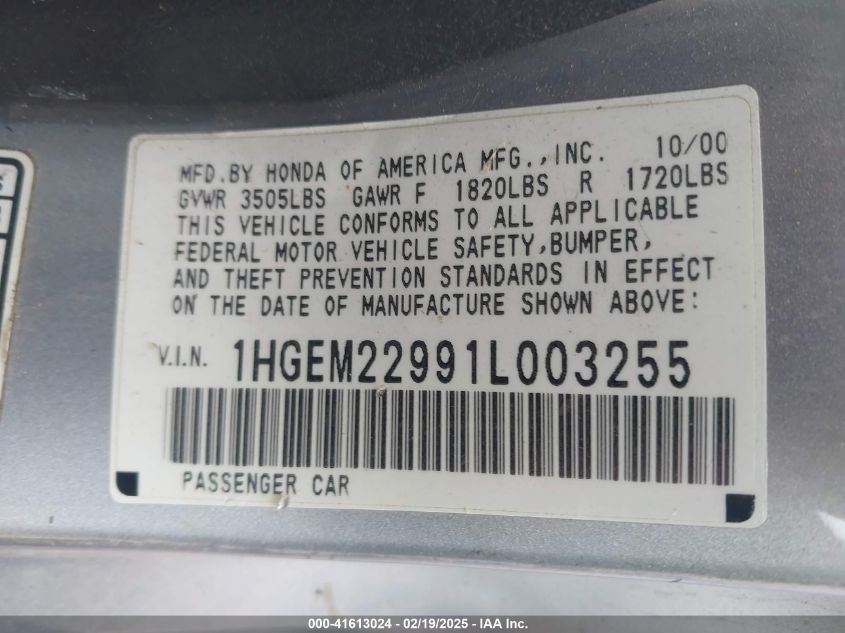 MFD.BY HONDA OF AMERICA MFG.,INC. 10/00
GVWR 3505LBS GAWR F 1820LBS R 1720LBS
THIS VEHICLE CONFORMS TO ALL APPLICABLE
FEDERAL MOTOR VEHICLE SAFETY,BUMPER,
AND THEFT PREVENTION STANDARDS IN EFFECT
ON THE DATE OF MANUFACTURE SHOWN ABOVE:
V.I.N. 1HGEM22991L003255
PASSENGER CAR
000-41613024 - 02/19/2025 - IAA Inc.